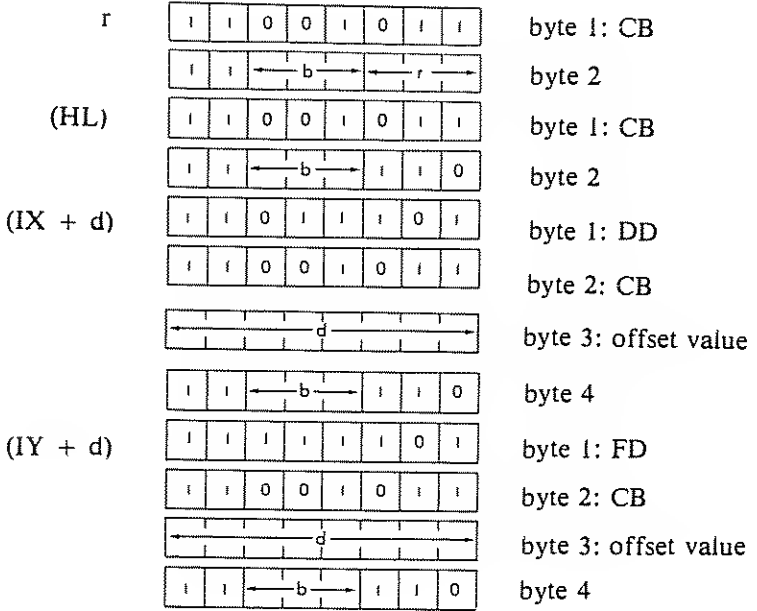 r 1 1 0 0 1 0 1 1 byte 1: CB
1 1 b r byte 2
(HL) 1 1 0 0 1 0 1 1 byte 1: CB
1 1 b 1 1 0 byte 2
(IX + d) 1 1 0 1 1 1 0 1 byte 1: DD
1 1 0 0 1 0 1 1 byte 2: CB
d byte 3: offset value
1 1 b 1 1 0 byte 4
(IY + d) 1 1 1 1 1 1 0 1 byte 1: FD
1 1 0 0 1 0 1 1 byte 2: CB
d byte 3: offset value
1 1 b 1 1 0 byte 4